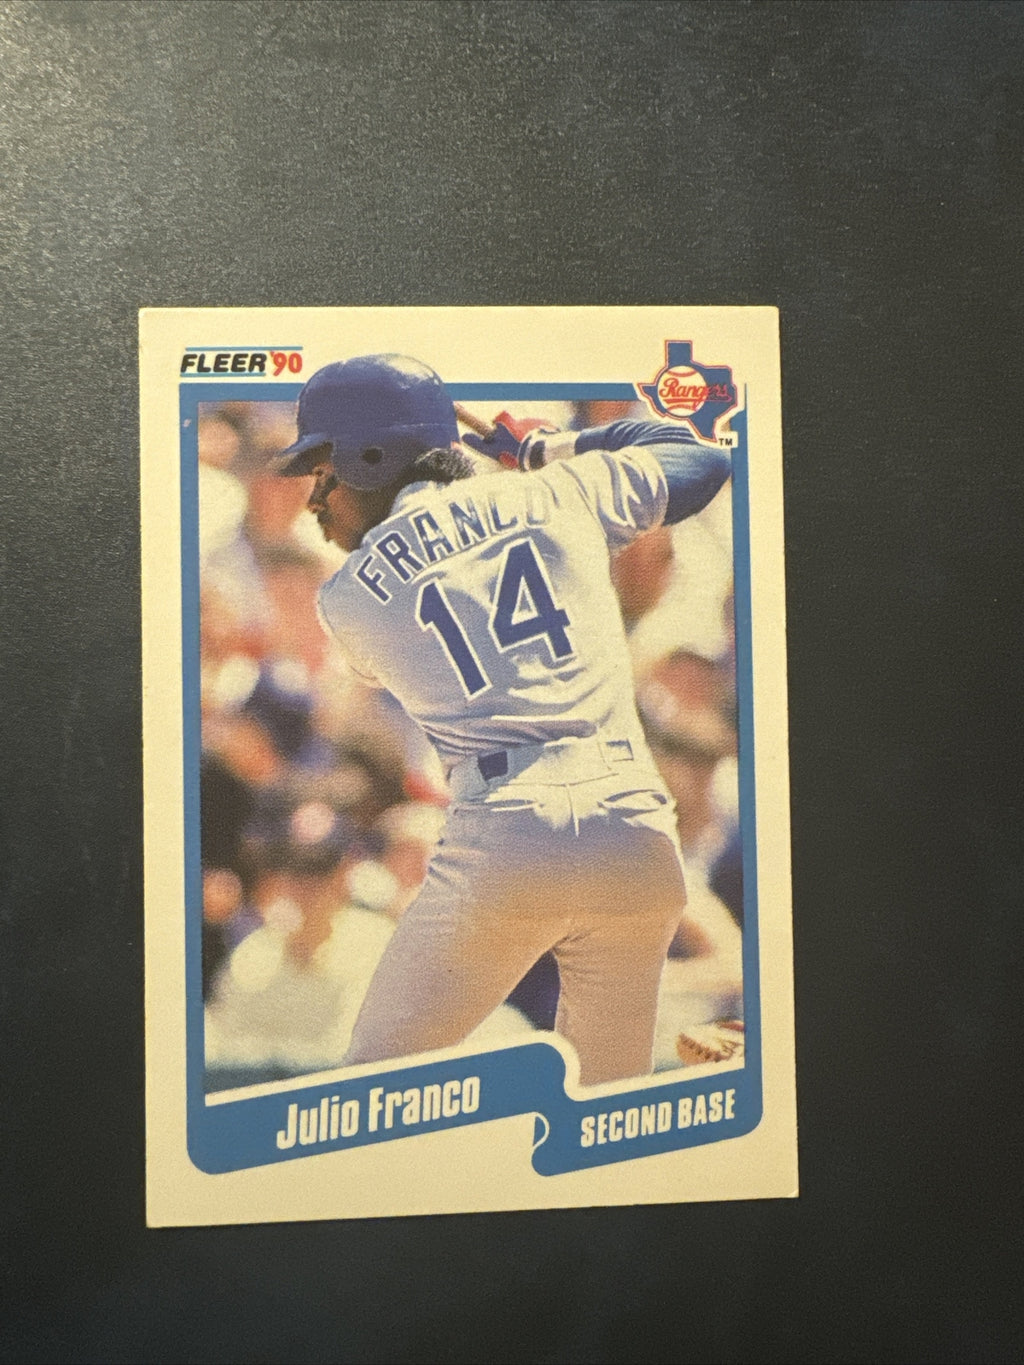 FLEER '90
Rangers
TM
FRANCO
14
Julio Franco
SECOND BASE